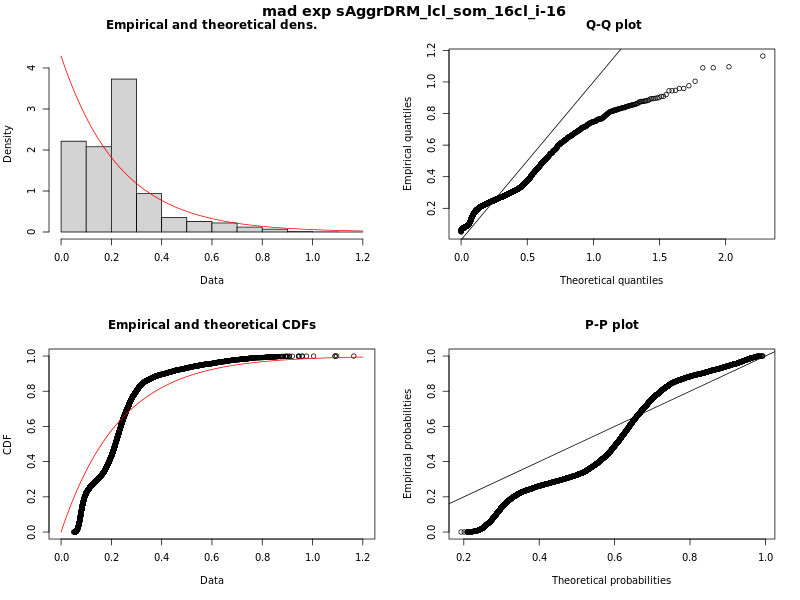 mad exp sAggrDRM_lcl_som_16cl_i-16
Empirical and theoretical dens.
Density
0 1 2 3 4
0.0 0.2 0.4 0.6 0.8 1.0 1.2
Data
Q-Q plot
Empirical quantiles
0.2 0.4 0.6 0.8 1.0 1.2
0.0 0.5 1.0 1.5 2.0
Theoretical quantiles
Empirical and theoretical CDFs
CDF
0.0 0.2 0.4 0.6 0.8 1.0
0.0 0.2 0.4 0.6 0.8 1.0 1.2
Data
P-P plot
Empirical probabilities
0.0 0.2 0.4 0.6 0.8 1.0
0.2 0.4 0.6 0.8 1.0
Theoretical probabilities